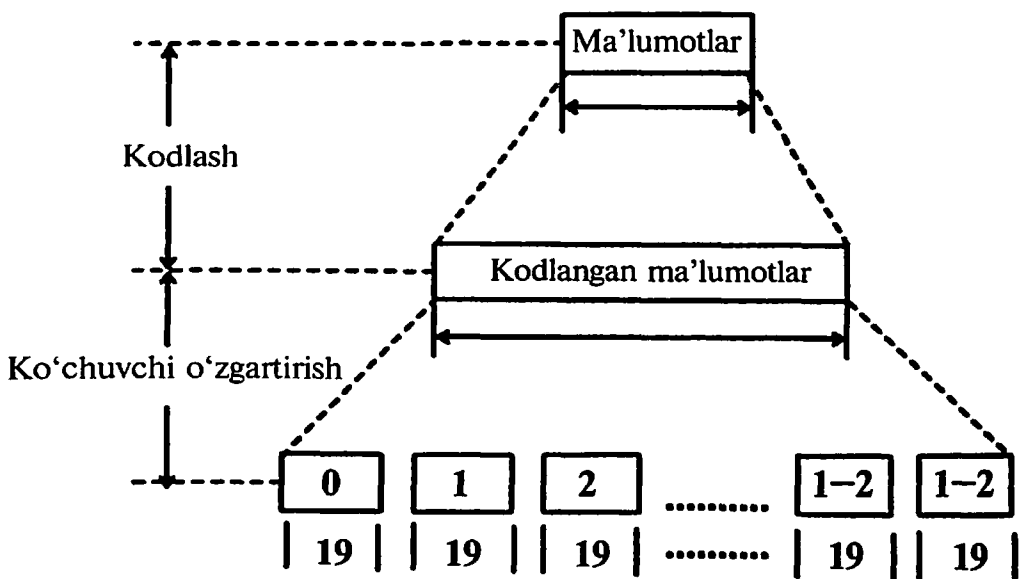 Ma’lumotlar
Kodlash
Kodlangan ma’lumotlar
Ko‘chuvchi o‘zgartirish
0 1 2 ........ 1–2 1–2
19 19 19 ........ 19 19